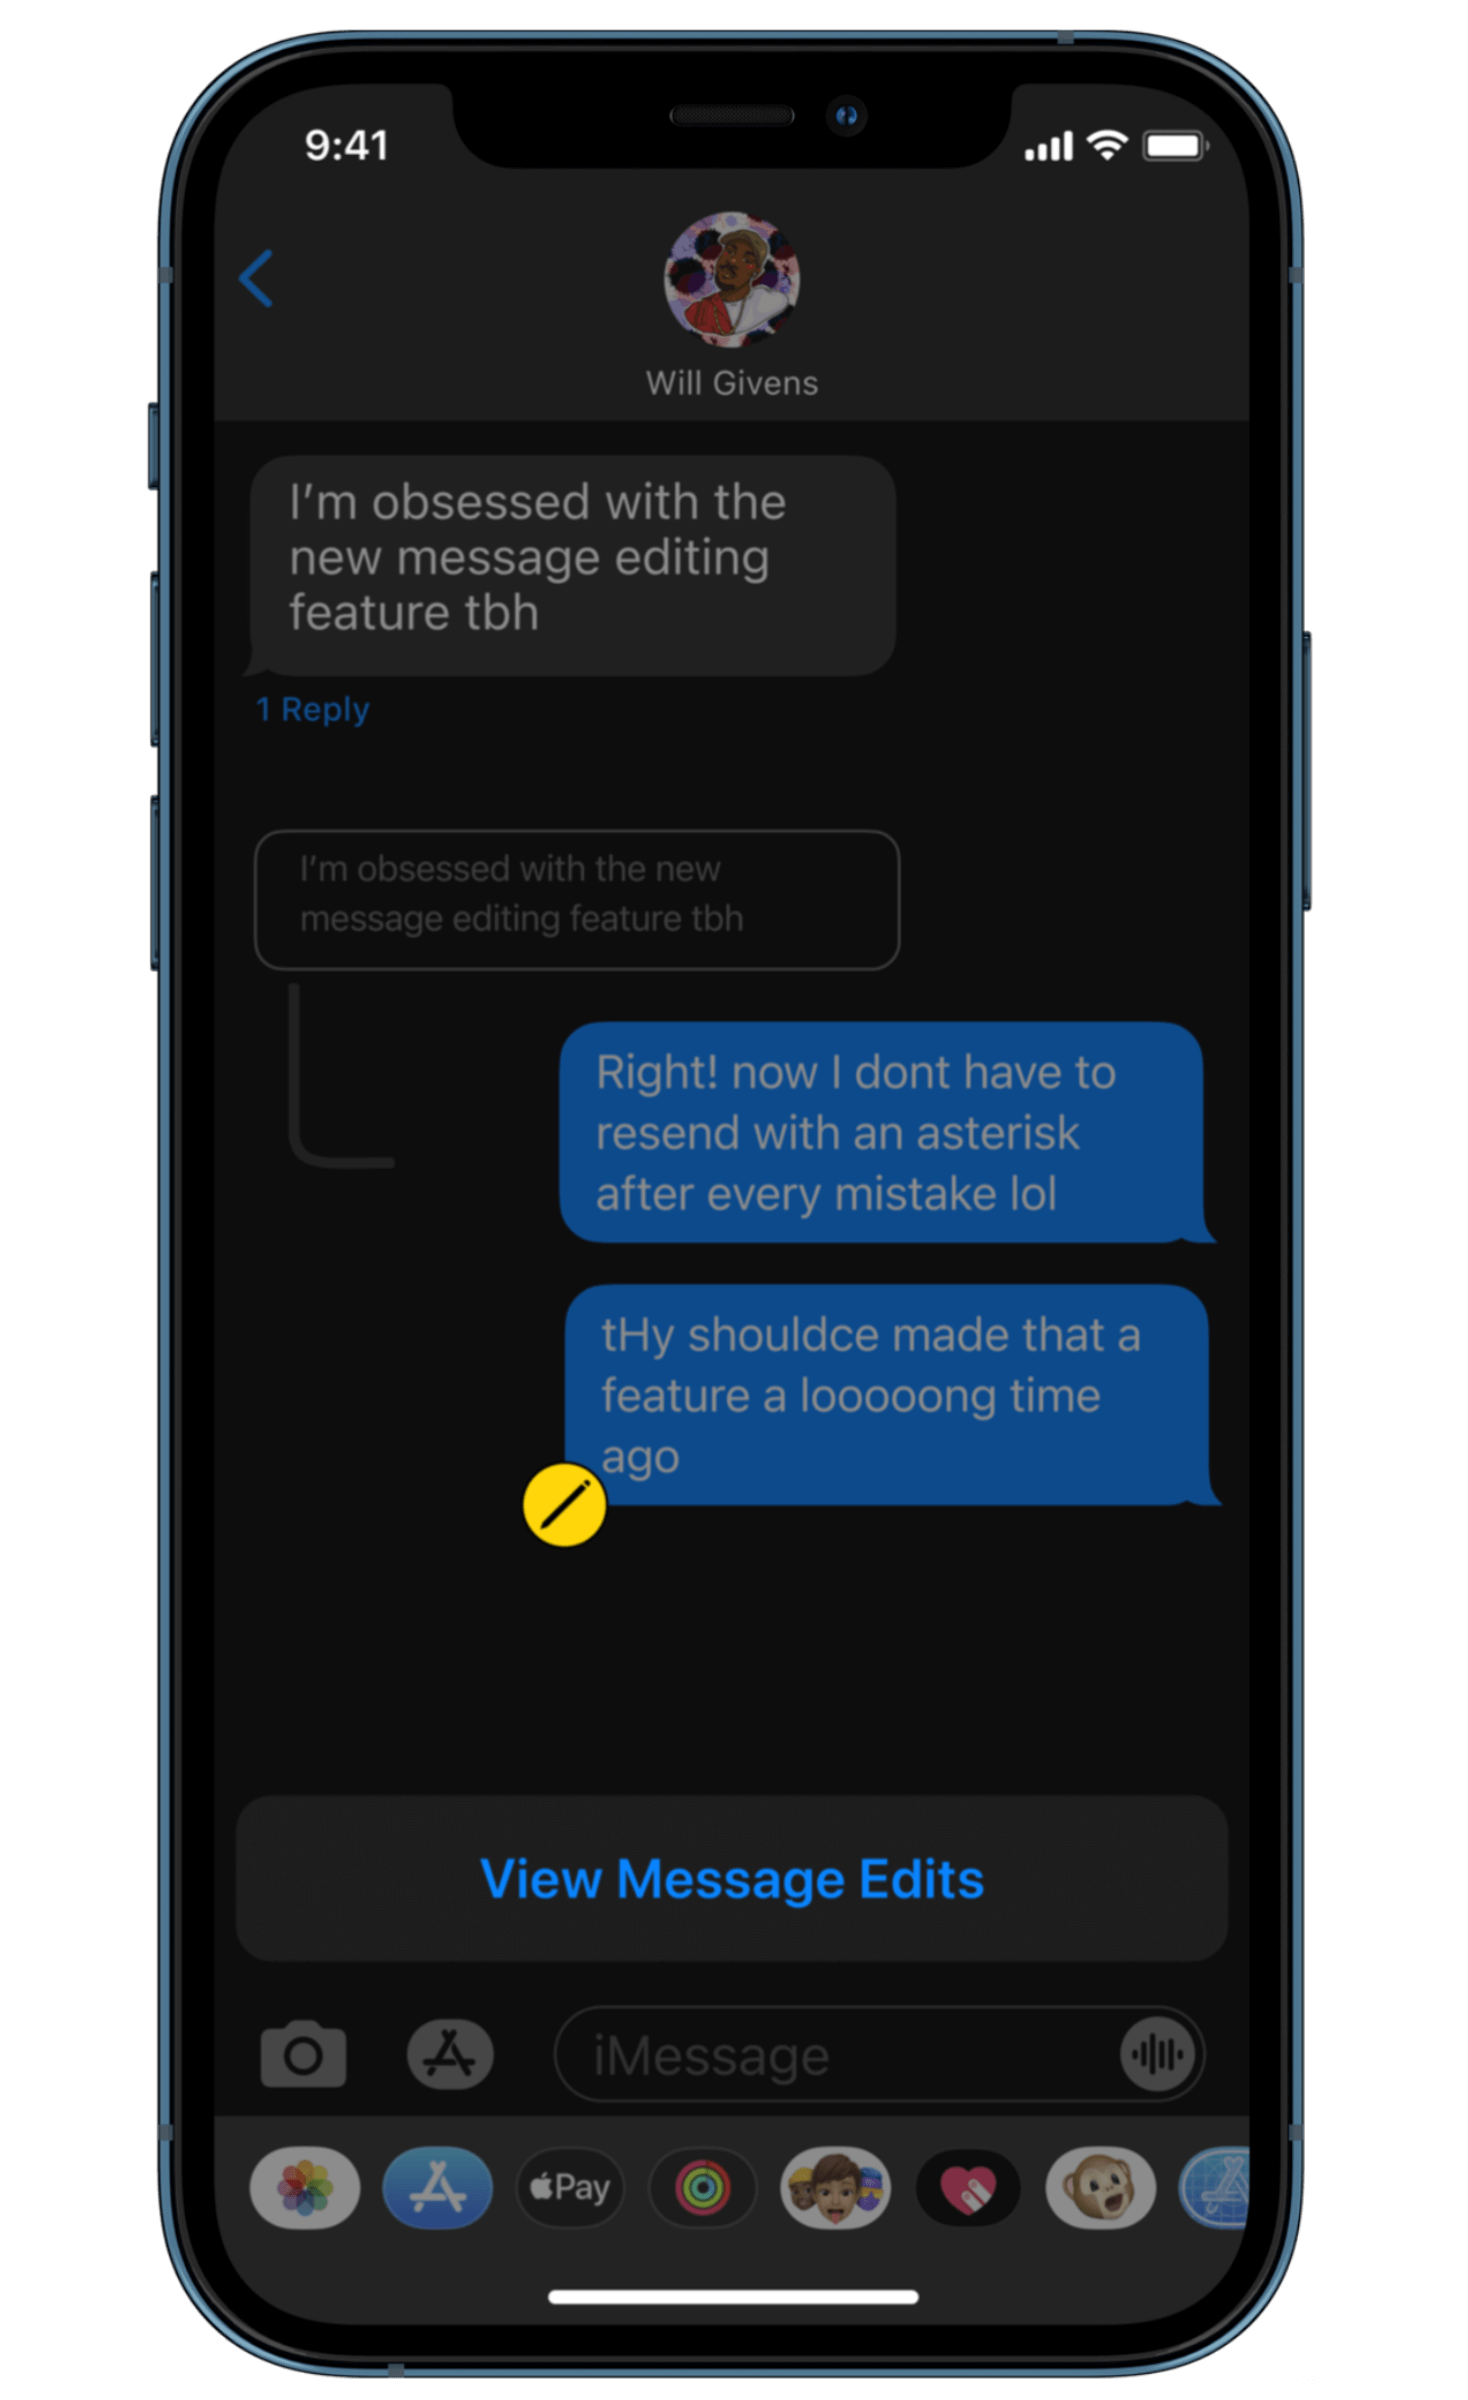 9:41
Will Givens
I'm obsessed with the
new message editing
feature tbh
1 Reply
I'm obsessed with the new
message editing feature tbh
Right! now I dont have to
resend with an asterisk
after every mistake lol
tHy shouldce made that a
feature a looooong time
ago
View Message Edits
iMessage
Pay